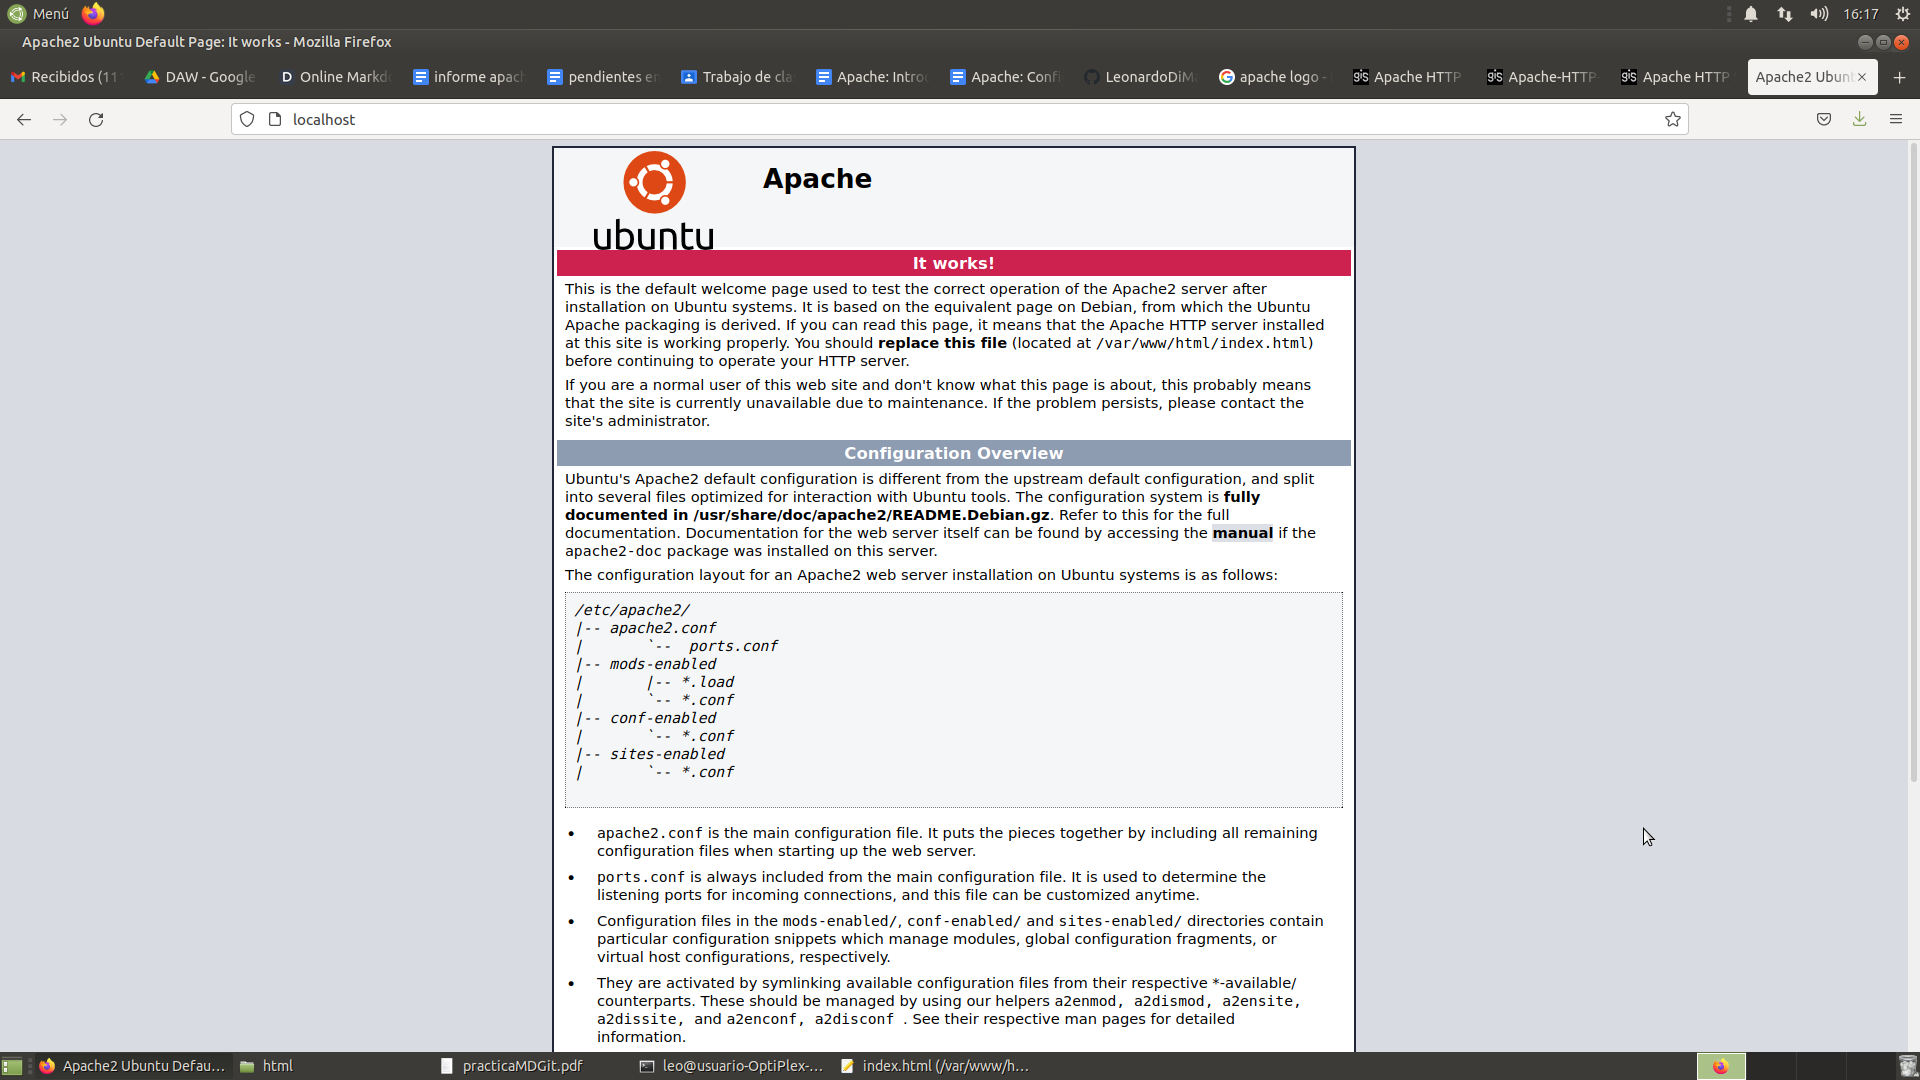 Menú
16:17
Apache2 Ubuntu Default Page: It works - Mozilla Firefox
Recibidos (11
DAW - Google
Online Markd
informe apach
pendientes en
Trabajo de cla
Apache: Intro
Apache: Confi
LeonardoDiM
apache logo -
Apache HTTP
Apache-HTTP-
Apache HTTP
Apache2 Ubunt
localhost
ubuntu
Apache
It works!
This is the default welcome page used to test the correct operation of the Apache2 server after
installation on Ubuntu systems. It is based on the equivalent page on Debian, from which the Ubuntu
Apache packaging is derived. If you can read this page, it means that the Apache HTTP server installed
at this site is working properly. You should replace this file (located at /var/www/html/index.html)
before continuing to operate your HTTP server.
If you are a normal user of this web site and don't know what this page is about, this probably means
that the site is currently unavailable due to maintenance. If the problem persists, please contact the
site's administrator.
Configuration Overview
Ubuntu's Apache2 default configuration is different from the upstream default configuration, and split
into several files optimized for interaction with Ubuntu tools. The configuration system is fully
documented in /usr/share/doc/apache2/README.Debian.gz. Refer to this for the full
documentation. Documentation for the web server itself can be found by accessing the manual if the
apache2-doc package was installed on this server.
The configuration layout for an Apache2 web server installation on Ubuntu systems is as follows:
/etc/apache2/
|-- apache2.conf
|       `--  ports.conf
|-- mods-enabled
|       |-- *.load
|       `-- *.conf
|-- conf-enabled
|       `-- *.conf
|-- sites-enabled
|       `-- *.conf
• apache2.conf is the main configuration file. It puts the pieces together by including all remaining
configuration files when starting up the web server.
• ports.conf is always included from the main configuration file. It is used to determine the
listening ports for incoming connections, and this file can be customized anytime.
• Configuration files in the mods-enabled/, conf-enabled/ and sites-enabled/ directories contain
particular configuration snippets which manage modules, global configuration fragments, or
virtual host configurations, respectively.
• They are activated by symlinking available configuration files from their respective *-available/
counterparts. These should be managed by using our helpers a2enmod, a2dismod, a2ensite,
a2dissite, and a2enconf, a2disconf . See their respective man pages for detailed
information.
Apache2 Ubuntu Defau...
html
practicaMDGit.pdf
leo@usuario-OptiPlex-...
index.html (/var/www/h...